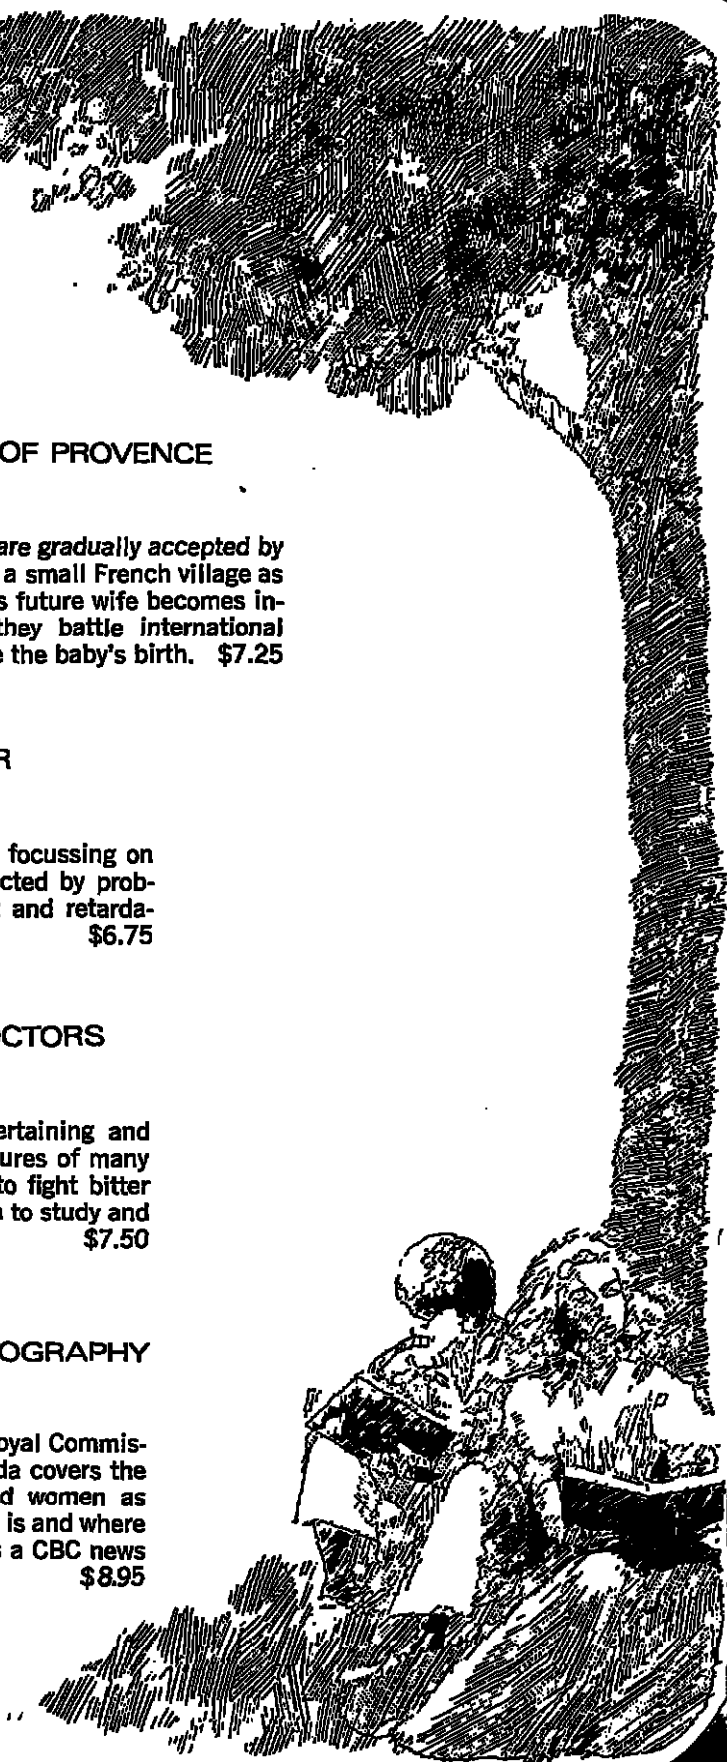 OF PROVENCE
are gradually accepted by
a small French village as
s future wife becomes in-
they battle international
e the baby's birth. $7.25
R
focussing on
cted by prob-
t and retarda-
$6.75
CTORS
ertaining and
ures of many
to fight bitter
n to study and
$7.50
OGRAPHY
oyal Commis-
da covers the
d women as
is and where
s a CBC news
$8.95